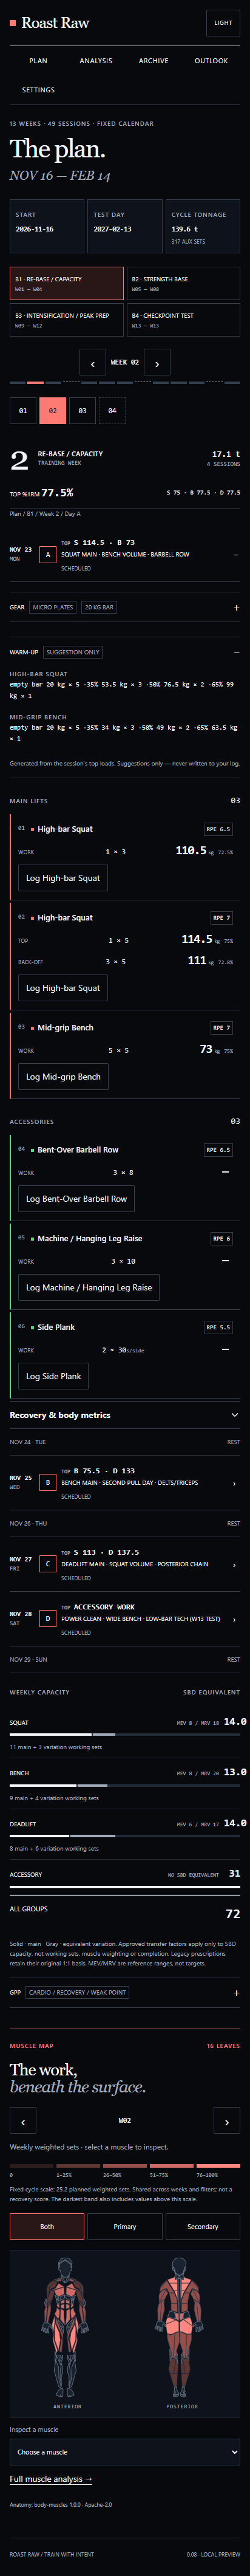 Roast Raw
LIGHT
PLAN
ANALYSIS
ARCHIVE
OUTLOOK
SETTINGS
13 WEEKS · 49 SESSIONS · FIXED CALENDAR
The plan.
NOV 16 — FEB 14
START
2026-11-16
TEST DAY
2027-02-13
CYCLE TONNAGE
139.6 t
317 AUX SETS
B1 · RE-BASE / CAPACITY
W01 — W04
B2 · STRENGTH BASE
W05 — W08
B3 · INTENSIFICATION / PEAK PREP
W09 — W12
B4 · CHECKPOINT TEST
W13 — W13
‹
WEEK 02
›
01
02
03
04
2
RE-BASE / CAPACITY
TRAINING WEEK
17.1 t
4 SESSIONS
TOP %1RM 77.5%
S 75 · B 77.5 · D 77.5
Plan / B1 / Week 2 / Day A
NOV 23
MON
A
TOP S 114.5 · B 73
SQUAT MAIN · BENCH VOLUME · BARBELL ROW
SCHEDULED
−
GEAR
MICRO PLATES
20 KG BAR
+
WARM-UP
SUGGESTION ONLY
−
HIGH-BAR SQUAT
empty bar 20 kg × 5 ·35% 53.5 kg × 3 ·50% 76.5 kg × 2 ·65% 99
kg × 1
MID-GRIP BENCH
empty bar 20 kg × 5 ·35% 34 kg × 3 ·50% 49 kg × 2 ·65% 63.5 kg
× 1
Generated from the session's top loads. Suggestions only — never written to your log.
MAIN LIFTS
03
01
High-bar Squat
RPE 6.5
WORK
1 × 3
110.5 kg 72.5%
Log High-bar Squat
02
High-bar Squat
RPE 7
TOP
1 × 5
114.5 kg 75%
BACK-OFF
3 × 5
111 kg 72.8%
Log High-bar Squat
03
Mid-grip Bench
RPE 7
WORK
5 × 5
73 kg 75%
Log Mid-grip Bench
ACCESSORIES
03
04
Bent-Over Barbell Row
RPE 6.5
WORK
3 × 8
—
Log Bent-Over Barbell Row
05
Machine / Hanging Leg Raise
RPE 6
WORK
3 × 10
—
Log Machine / Hanging Leg Raise
06
Side Plank
RPE 5.5
WORK
2 × 30s/side
—
Log Side Plank
Recovery & body metrics
NOV 24 · TUE
REST
NOV 25
WED
B
TOP B 75.5 · D 133
BENCH MAIN · SECOND PULL DAY · DELTS/TRICEPS
SCHEDULED
›
NOV 26 · THU
REST
NOV 27
FRI
C
TOP S 113 · D 137.5
DEADLIFT MAIN · SQUAT VOLUME · POSTERIOR CHAIN
SCHEDULED
›
NOV 28
SAT
D
TOP ACCESSORY WORK
POWER CLEAN · WIDE BENCH · LOW-BAR TECH (W13 TEST)
SCHEDULED
›
NOV 29 · SUN
REST
WEEKLY CAPACITY
SBD EQUIVALENT
SQUAT
MEV 8 / MRV 18 14.0
11 main + 3 variation working sets
BENCH
MEV 8 / MRV 20 13.0
9 main + 4 variation working sets
DEADLIFT
MEV 6 / MRV 17 14.0
8 main + 6 variation working sets
ACCESSORY
NO SBD EQUIVALENT 31
ALL GROUPS
72
Solid · main Gray · equivalent variation. Approved transfer factors apply only to SBD
capacity, not working sets, muscle weighting or completion. Legacy prescriptions
retain their original 1:1 basis. MEV/MRV are reference ranges, not targets.
GPP
CARDIO / RECOVERY / WEAK POINT
+
MUSCLE MAP
16 LEAVES
The work,
beneath the surface.
‹
W02
›
Weekly weighted sets · select a muscle to inspect.
0
1—25%
26—50%
51—75%
76—100%
Fixed cycle scale: 25.2 planned weighted sets. Shared across weeks and filters; not a
recovery score. The darkest band also includes values above this scale.
Both
Primary
Secondary
ANTERIOR
POSTERIOR
Inspect a muscle
Choose a muscle
Full muscle analysis →
Anatomy: body-muscles 1.0.0 · Apache-2.0
ROAST RAW / TRAIN WITH INTENT
0.08 · LOCAL PREVIEW